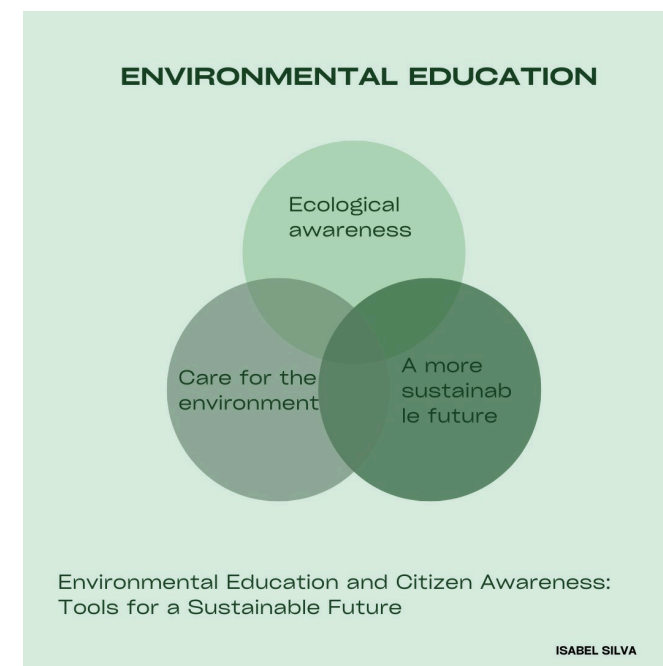 ENVIRONMENTAL EDUCATION
Ecological
awareness
Care for the
environment
A more
sustainab
le future
Environmental Education and Citizen Awareness:
Tools for a Sustainable Future
ISABEL SILVA